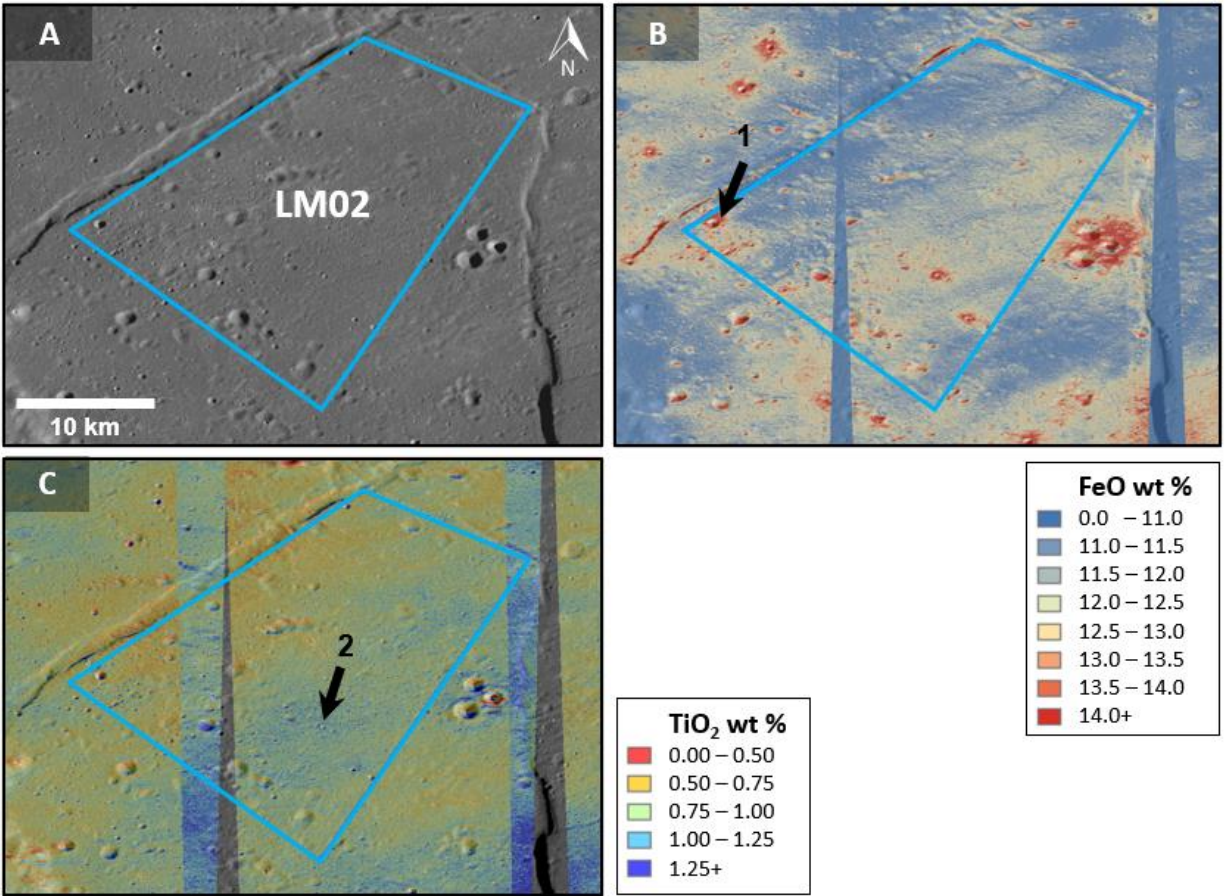 A
N
LM02
10 km
B
1
C
2
FeO wt %
0.0 – 11.0
11.0 – 11.5
11.5 – 12.0
12.0 – 12.5
12.5 – 13.0
13.0 – 13.5
13.5 – 14.0
14.0+
TiO₂ wt %
0.00 – 0.50
0.50 – 0.75
0.75 – 1.00
1.00 – 1.25
1.25+